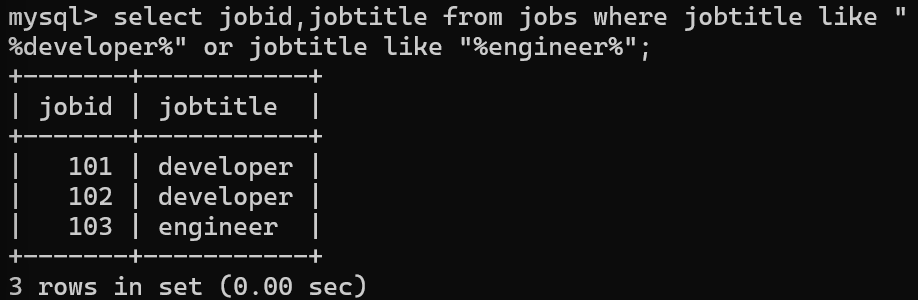 mysql> select jobid,jobtitle from jobs where jobtitle like "
%developer%" or jobtitle like "%engineer%";
+-------+-----------+
| jobid | jobtitle  |
+-------+-----------+
|   101 | developer |
|   102 | developer |
|   103 | engineer  |
+-------+-----------+
3 rows in set (0.00 sec)